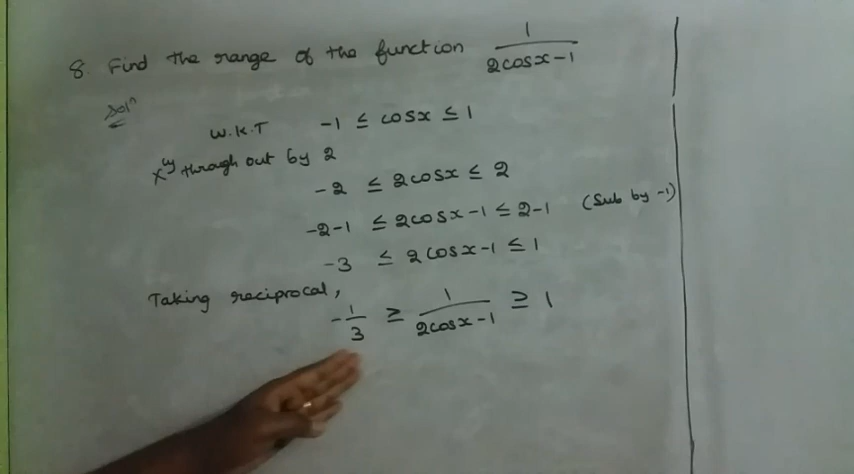 8. Find the range of the function 1/(2cosx-1)
Solⁿ
W.K.T -1 ≤ cosx ≤ 1
xˡʸ through out by 2
-2 ≤ 2cosx ≤ 2
-2-1 ≤ 2cosx-1 ≤ 2-1 (Sub by -1)
-3 ≤ 2cosx-1 ≤ 1
Taking reciprocal,
-1/3 ≥ 1/(2cosx-1) ≥ 1